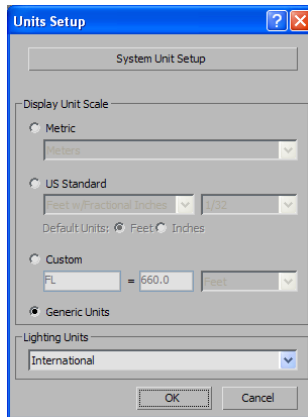 Units Setup
System Unit Setup
Display Unit Scale
Metric
Meters
US Standard
Feet w/Fractional Inches 1/32
Default Units: Feet Inches
Custom
FL = 660.0 Feet
Generic Units
Lighting Units
International
OK Cancel